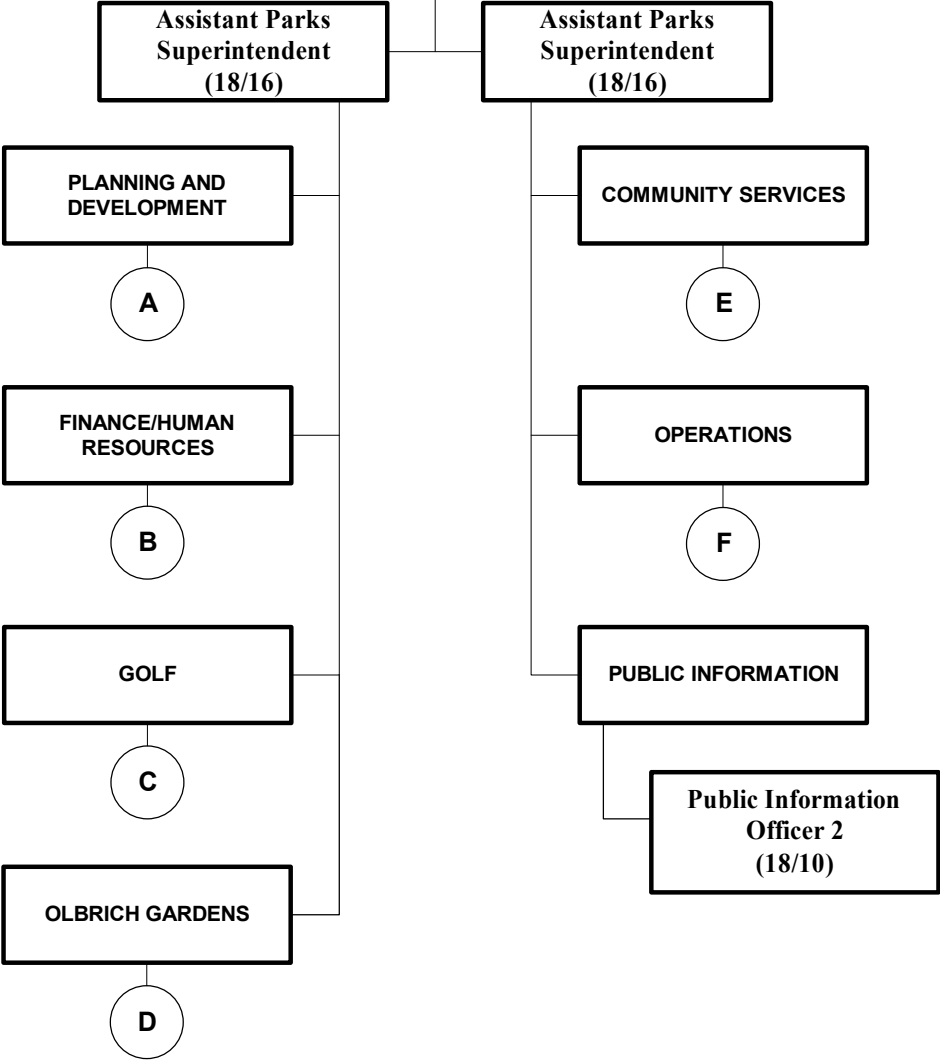 Assistant Parks
Superintendent
(18/16)
Assistant Parks
Superintendent
(18/16)
PLANNING AND
DEVELOPMENT
A
FINANCE/HUMAN
RESOURCES
B
GOLF
C
OLBRICH GARDENS
D
COMMUNITY SERVICES
E
OPERATIONS
F
PUBLIC INFORMATION
Public Information
Officer 2
(18/10)